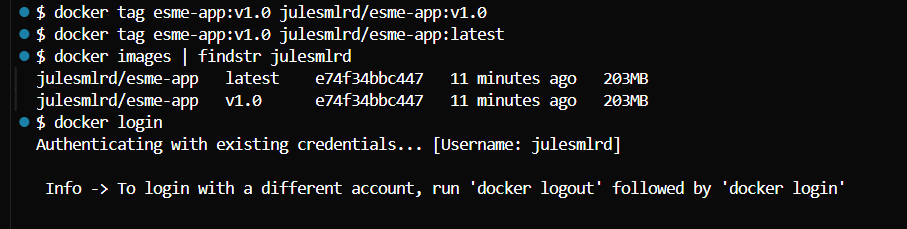 $ docker tag esme-app:v1.0 julesmlrd/esme-app:v1.0
$ docker tag esme-app:v1.0 julesmlrd/esme-app:latest
$ docker images | findstr julesmlrd
julesmlrd/esme-app   latest    e74f34bbc447   11 minutes ago   203MB
julesmlrd/esme-app   v1.0      e74f34bbc447   11 minutes ago   203MB
$ docker login
Authenticating with existing credentials... [Username: julesmlrd]
Info -> To login with a different account, run 'docker logout' followed by 'docker login'